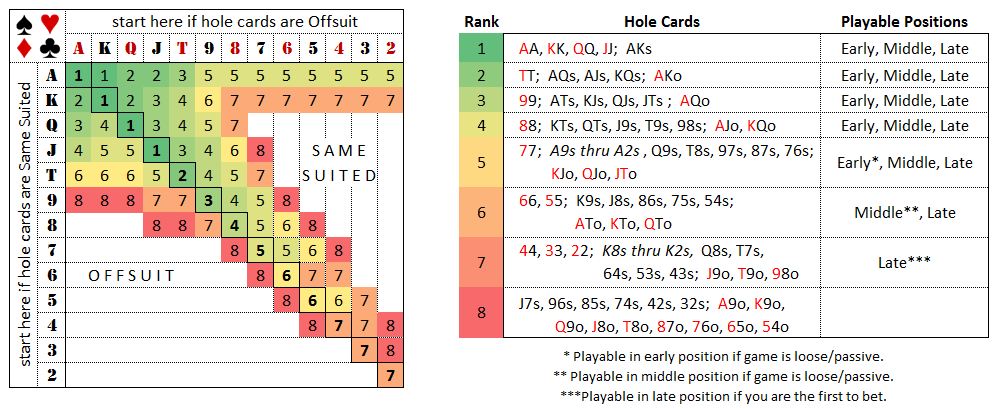 start here if hole cards are Offsuit
A K Q J T 9 8 7 6 5 4 3 2
start here if hole cards are Same Suited
A 1 1 2 2 3 5 5 5 5 5 5 5 5
K 2 1 2 3 4 6 7 7 7 7 7 7 7
Q 3 4 1 3 4 5 7
J 4 5 5 1 3 4 6 8 SAME
T 6 6 6 5 2 4 5 7 SUITED
9 8 8 8 7 7 3 4 5 8
8 8 8 7 4 5 6 8
7 8 5 5 6 8
6 OFFSUIT 8 6 7 7
5 8 6 6 7
4 8 7 7 8
3 7 8
2 7
Rank Hole Cards Playable Positions
1 AA, KK, QQ, JJ; AKs Early, Middle, Late
2 TT; AQs, AJs, KQs; AKo Early, Middle, Late
3 99; ATs, KJs, QJs, JTs ; AQo Early, Middle, Late
4 88; KTs, QTs, J9s, T9s, 98s; AJo, KQo Early, Middle, Late
5 77; A9s thru A2s , Q9s, T8s, 97s, 87s, 76s; Early*, Middle, Late
KJo, QJo, JTo
6 66, 55; K9s, J8s, 86s, 75s, 54s; Middle**, Late
ATo, KTo, QTo
7 44, 33, 22; K8s thru K2s, Q8s, T7s, Late***
64s, 53s, 43s; J9o, T9o, 98o
8 J7s, 96s, 85s, 74s, 42s, 32s; A9o, K9o,
Q9o, J8o, T8o, 87o, 76o, 65o, 54o
* Playable in early position if game is loose/passive.
** Playable in middle position if game is loose/passive.
***Playable in late position if you are the first to bet.